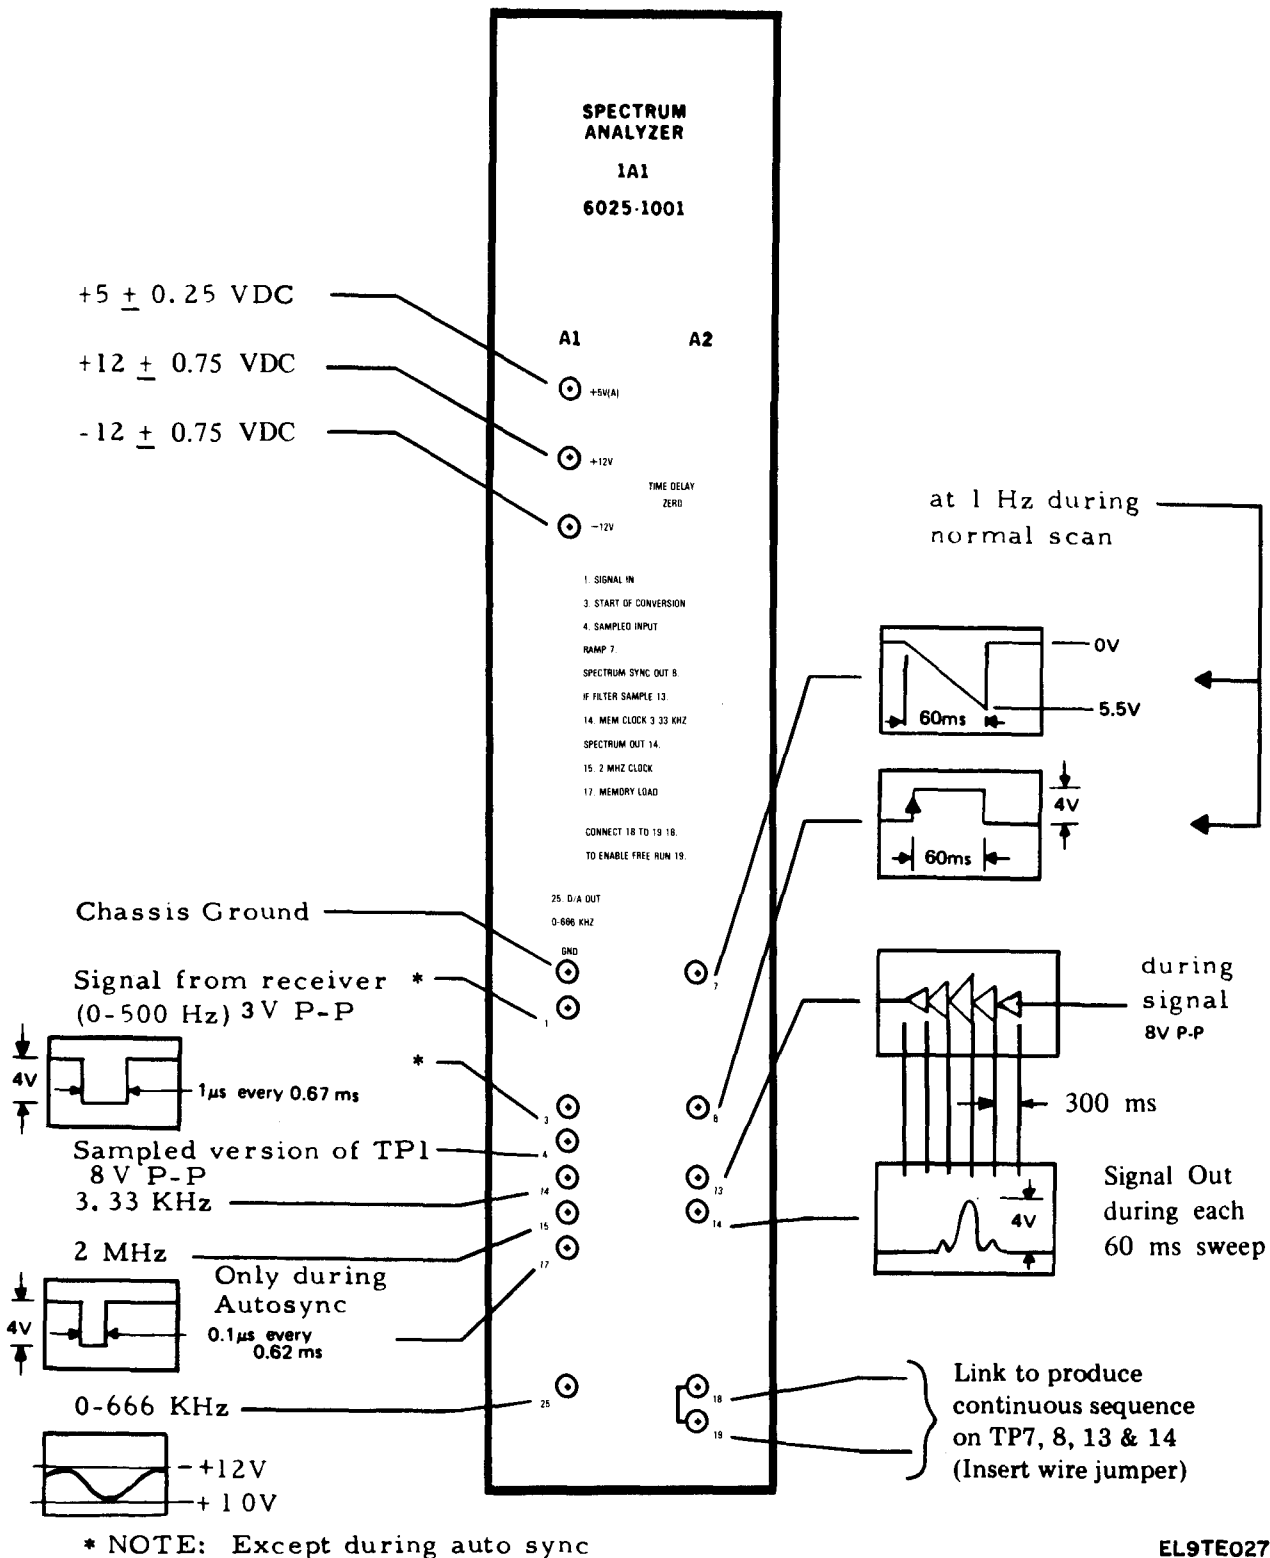 SPECTRUM
ANALYZER
1A1
6025-1001
+5 ± 0.25 VDC
+12 ± 0.75 VDC
-12 ± 0.75 VDC
A1
A2
+5V(A)
+12V
-12V
TIME DELAY
ZERO
1. SIGNAL IN
3. START OF CONVERSION
4. SAMPLED INPUT
RAMP 7.
SPECTRUM SYNC OUT 8.
IF FILTER SAMPLE 13.
14. MEM CLOCK 3 33 KHZ
SPECTRUM OUT 14.
15. 2 MHZ CLOCK
17. MEMORY LOAD
CONNECT 18 TO 19 18.
TO ENABLE FREE RUN 19.
25. D/A OUT
0-666 KHZ
GND
at 1 Hz during
normal scan
0V
5.5V
60ms
4V
60ms
Chassis Ground
Signal from receiver *
(0-500 Hz) 3V P-P
4V
1µs every 0.67 ms
*
Sampled version of TP1
8V P-P
3.33 KHz
2 MHz
Only during
Autosync
4V
0.1µs every
0.62 ms
0-666 KHz
+12V
+10V
1
3
4
14
15
17
25
7
8
13
14
18
19
during
signal
8V P-P
300 ms
4V
Signal Out
during each
60 ms sweep
Link to produce
continuous sequence
on TP7, 8, 13 & 14
(Insert wire jumper)
* NOTE: Except during auto sync
EL9TE027